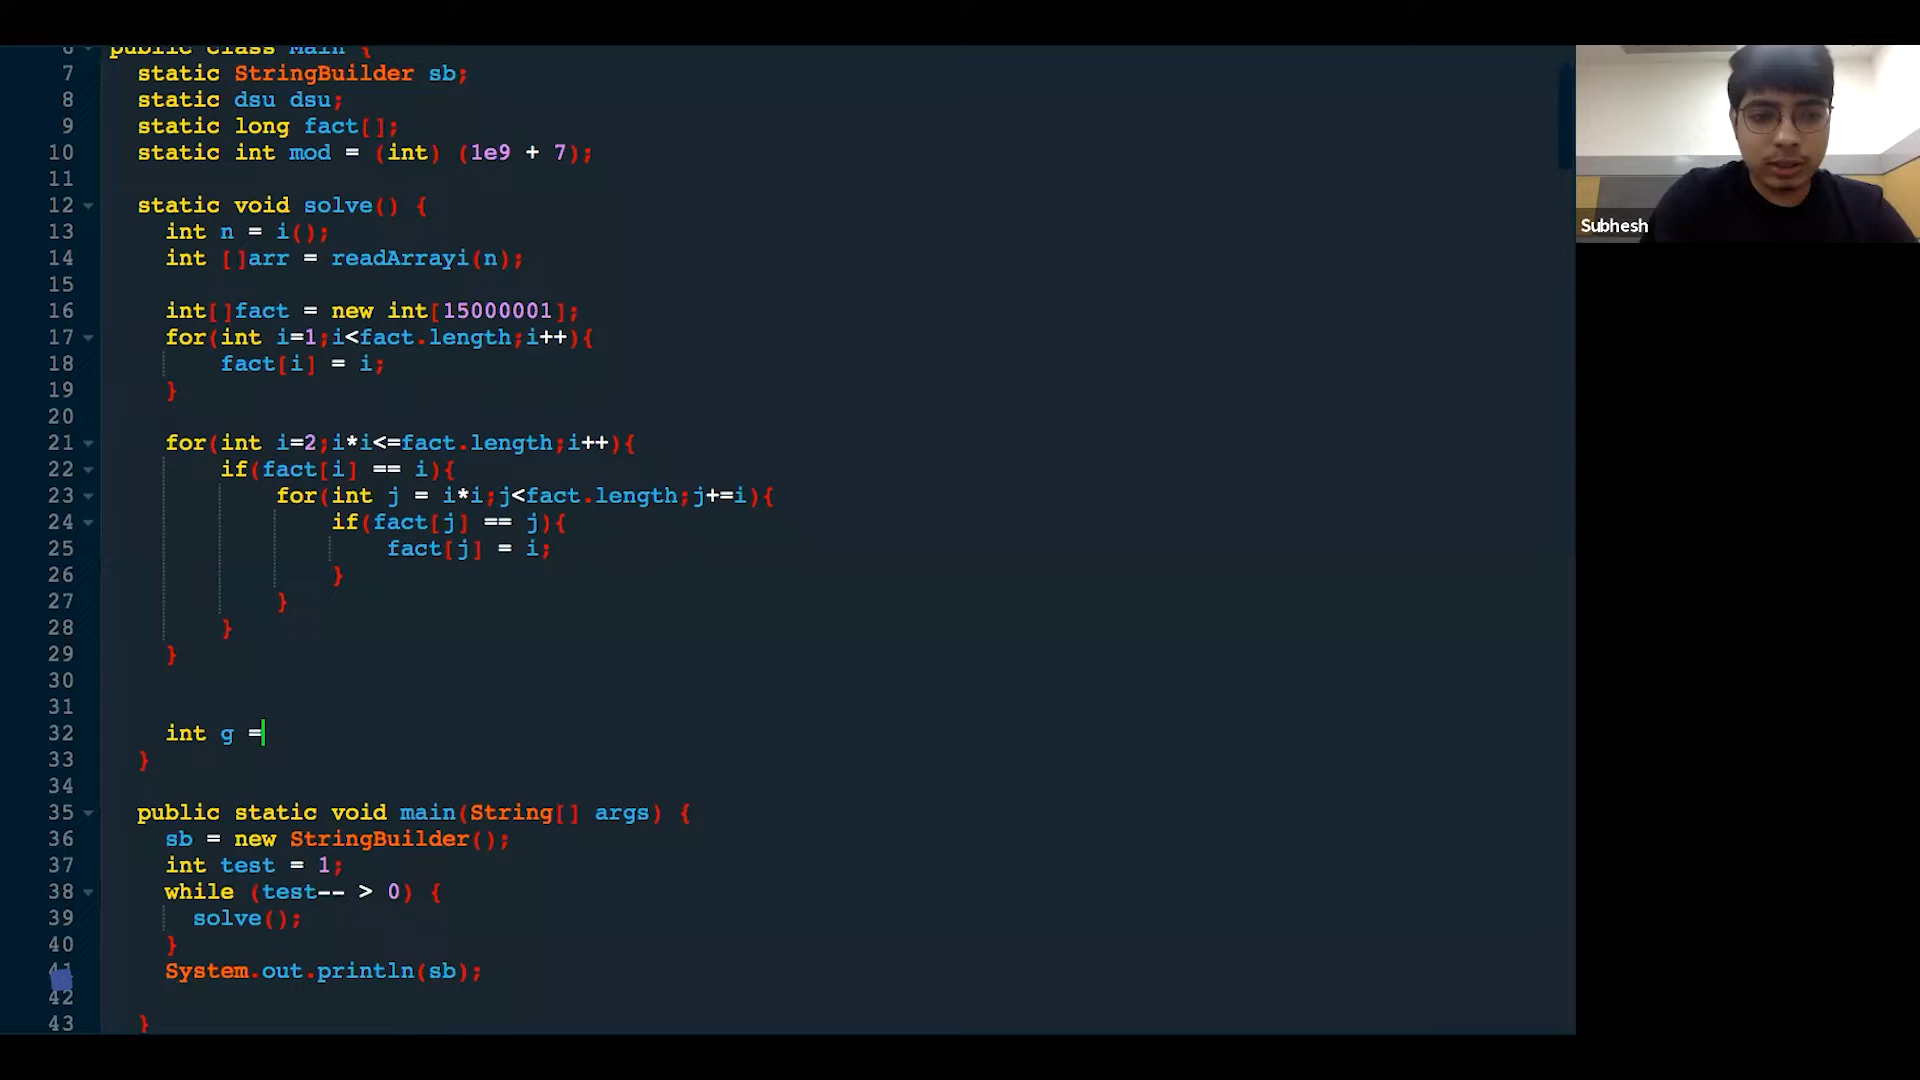 6 public class Main {
7 static StringBuilder sb;
8 static dsu dsu;
9 static long fact[];
10 static int mod = (int) (1e9 + 7);
11
12 static void solve() {
13 int n = i();
14 int []arr = readArrayi(n);
15
16 int[]fact = new int[15000001];
17 for(int i=1;i<fact.length;i++){
18 fact[i] = i;
19 }
20
21 for(int i=2;i*i<=fact.length;i++){
22 if(fact[i] == i){
23 for(int j = i*i;j<fact.length;j+=i){
24 if(fact[j] == j){
25 fact[j] = i;
26 }
27 }
28 }
29 }
30
31
32 int g =
33 }
34
35 public static void main(String[] args) {
36 sb = new StringBuilder();
37 int test = 1;
38 while (test-- > 0) {
39 solve();
40 }
41 System.out.println(sb);
42
43 }
Subhesh